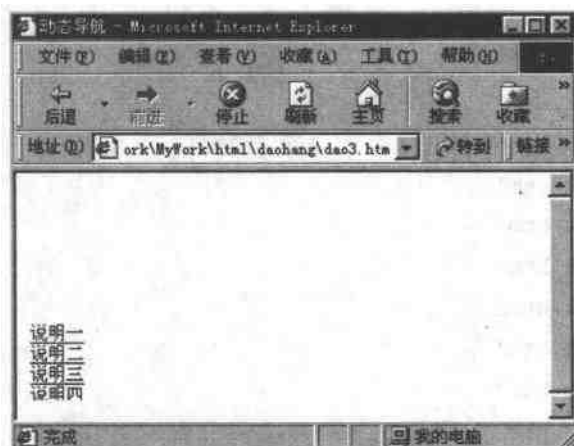 动态导航 - Microsoft Internet Explorer
文件(F) 编辑(E) 查看(V) 收藏(A) 工具(T) 帮助(H)
后退 前进 停止 刷新 主页 搜索 收藏 »
地址(D) ork\MyWork\html\daohang\dao3.htm 转到 链接 »
说明一
说明二
说明三
说明四
完成 我的电脑